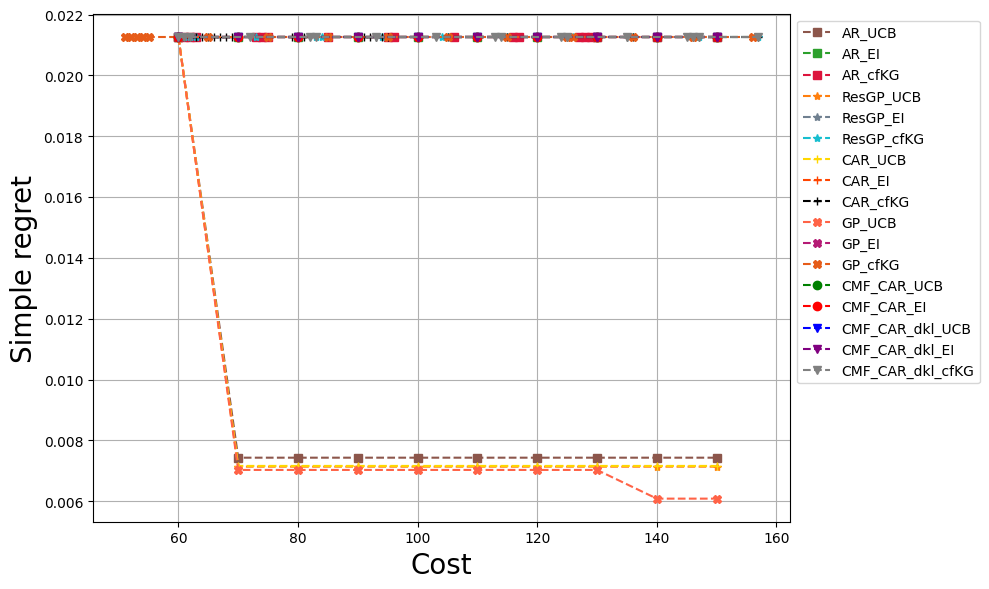 Simple regret
0.022
0.020
0.018
0.016
0.014
0.012
0.010
0.008
0.006
60
80
100
120
140
160
Cost
AR_UCB
AR_EI
AR_cfKG
ResGP_UCB
ResGP_EI
ResGP_cfKG
CAR_UCB
CAR_EI
CAR_cfKG
GP_UCB
GP_EI
GP_cfKG
CMF_CAR_UCB
CMF_CAR_EI
CMF_CAR_dkl_UCB
CMF_CAR_dkl_EI
CMF_CAR_dkl_cfKG